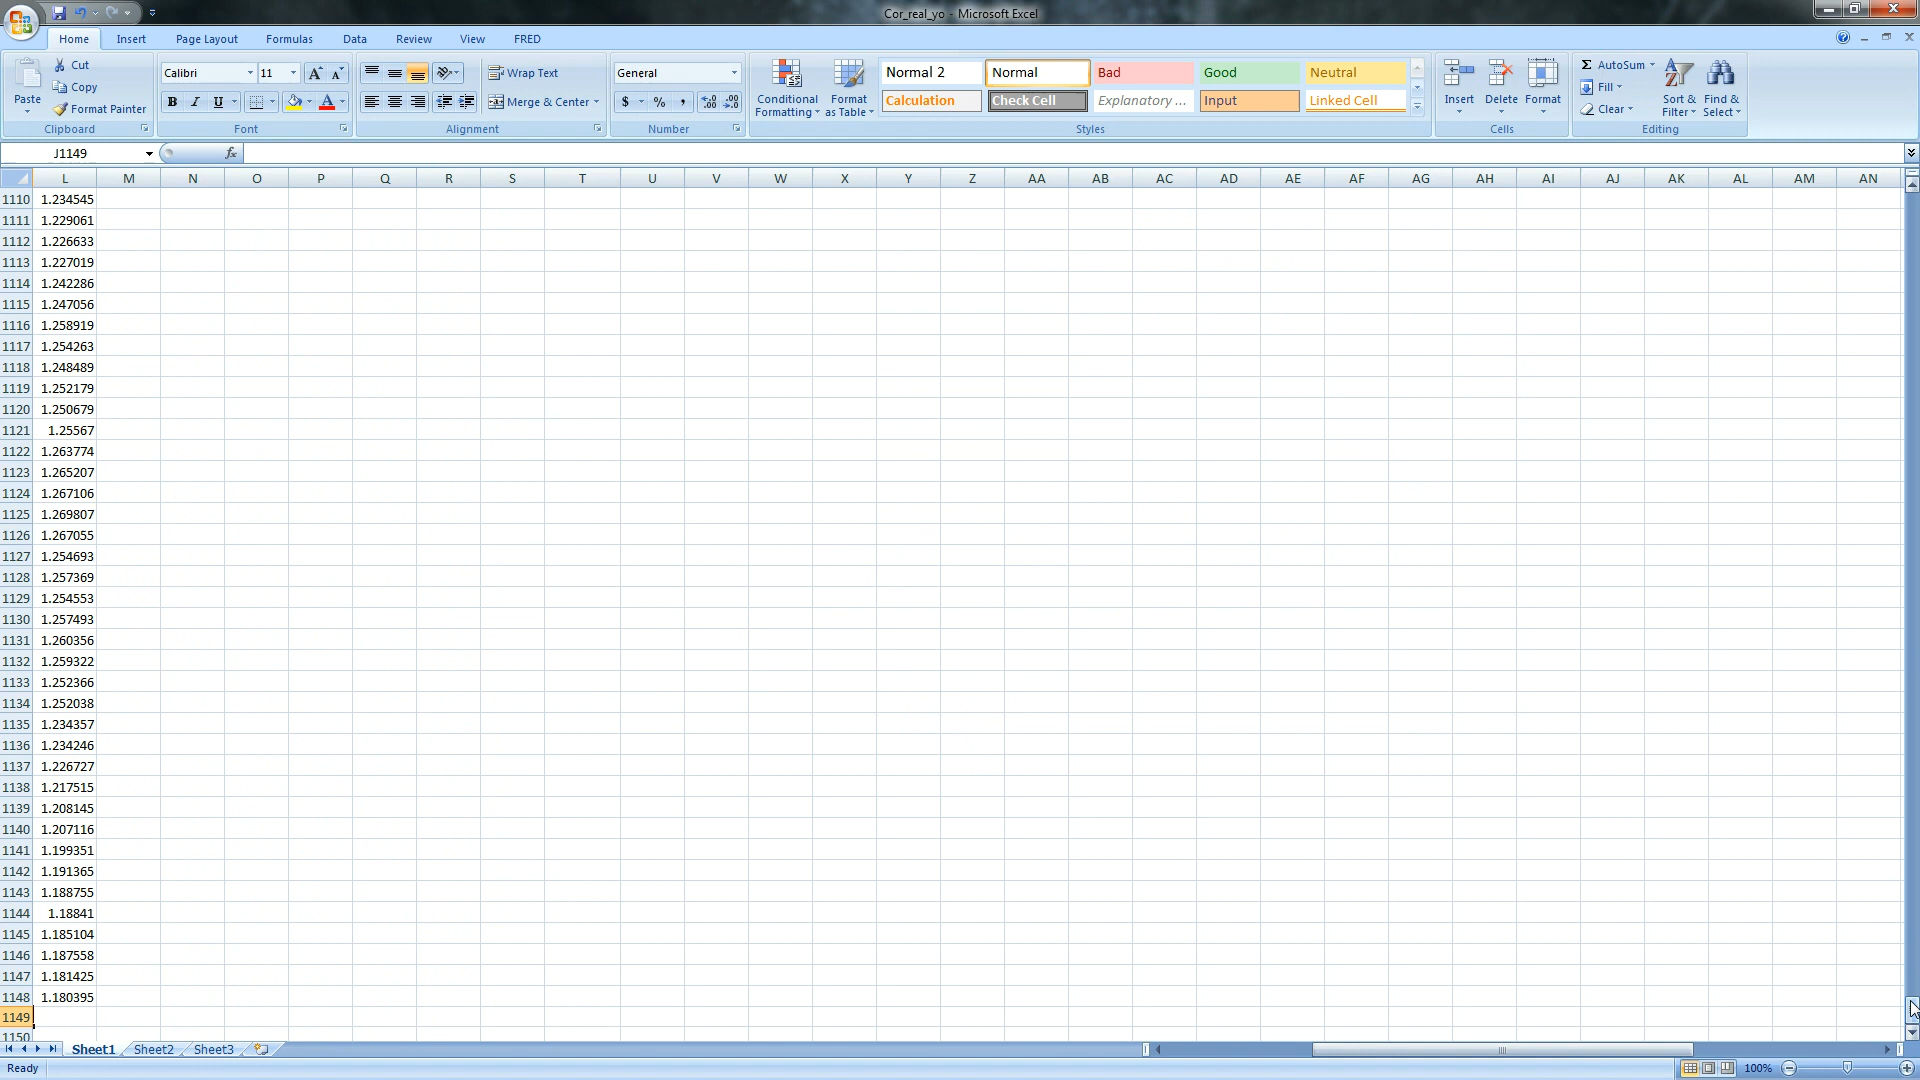 Cor_real_yo - Microsoft Excel
Home Insert Page Layout Formulas Data Review View FRED
Paste Cut Copy Format Painter Clipboard
Calibri 11 A A B I U A Font
Wrap Text Merge & Center Alignment
General $ % , .00 Number
Conditional Formatting Format as Table
Normal 2 Normal Bad Good Neutral
Calculation Check Cell Explanatory ... Input Linked Cell
Styles
Insert Delete Format Cells
Σ AutoSum Fill Clear Sort & Filter Find & Select Editing
J1149 fx
L M N O P Q R S T U V W X Y Z AA AB AC AD AE AF AG AH AI AJ AK AL AM AN
1110 1.234545
1111 1.229061
1112 1.226633
1113 1.227019
1114 1.242286
1115 1.247056
1116 1.258919
1117 1.254263
1118 1.248489
1119 1.252179
1120 1.250679
1121 1.25567
1122 1.263774
1123 1.265207
1124 1.267106
1125 1.269807
1126 1.267055
1127 1.254693
1128 1.257369
1129 1.254553
1130 1.257493
1131 1.260356
1132 1.259322
1133 1.252366
1134 1.252038
1135 1.234357
1136 1.234246
1137 1.226727
1138 1.217515
1139 1.208145
1140 1.207116
1141 1.199351
1142 1.191365
1143 1.188755
1144 1.18841
1145 1.185104
1146 1.187558
1147 1.181425
1148 1.180395
1149
1150
Sheet1 Sheet2 Sheet3
Ready 100%